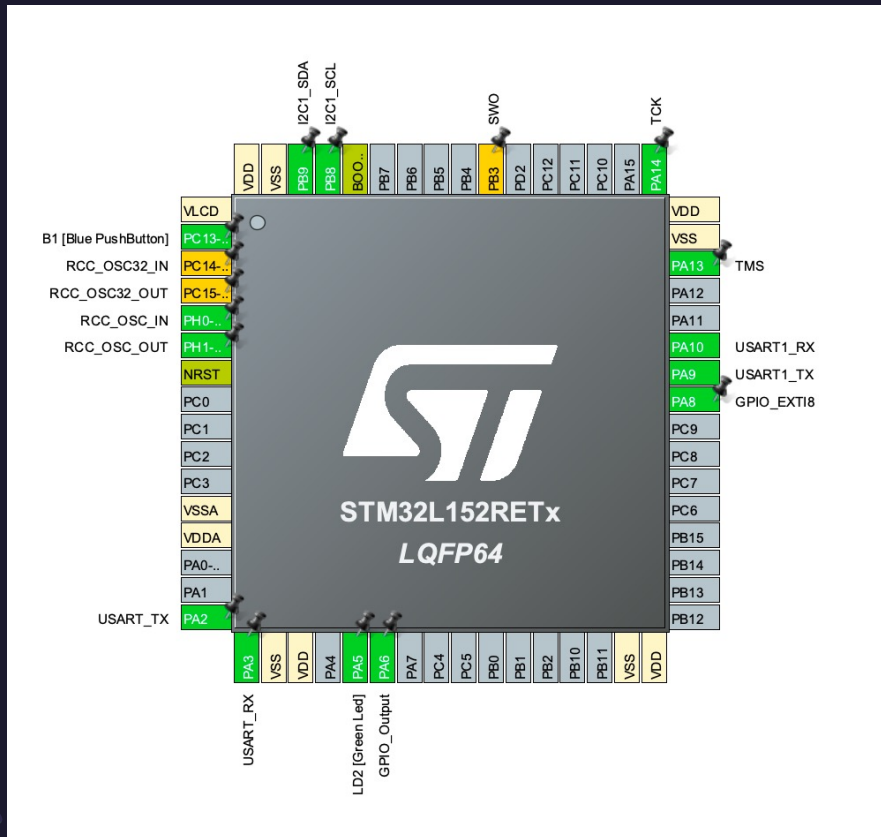 I2C1_SDA
I2C1_SCL
SWO
TCK
VDD
VSS
PB9
PB8
BOO..
PB7
PB6
PB5
PB4
PB3
PD2
PC12
PC11
PC10
PA15
PA14
VLCD
B1 [Blue PushButton] PC13-..
RCC_OSC32_IN PC14-..
RCC_OSC32_OUT PC15-..
RCC_OSC_IN PH0-..
RCC_OSC_OUT PH1-..
NRST
PC0
PC1
PC2
PC3
VSSA
VDDA
PA0-..
PA1
USART_TX PA2
ST
STM32L152RETx
LQFP64
VDD
VSS
PA13 TMS
PA12
PA11
PA10 USART1_RX
PA9 USART1_TX
PA8 GPIO_EXTI8
PC9
PC8
PC7
PC6
PB15
PB14
PB13
PB12
PA3
VSS
VDD
PA4
PA5
PA6
PA7
PC4
PC5
PB0
PB1
PB2
PB10
PB11
VSS
VDD
USART_RX
LD2 [Green Led]
GPIO_Output